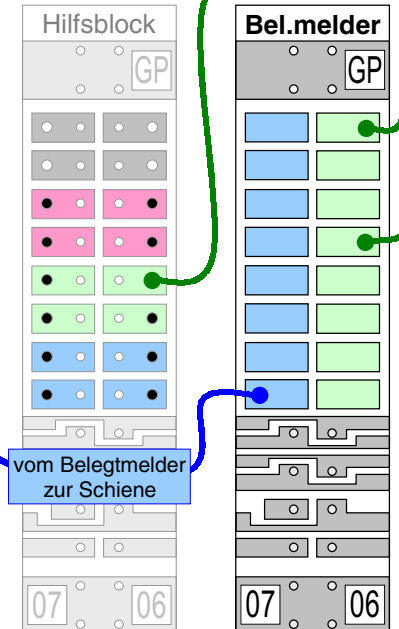 Hilfsblock
GP
Bel.melder
GP
vom Belegtmelder
zur Schiene
07
06
07
06